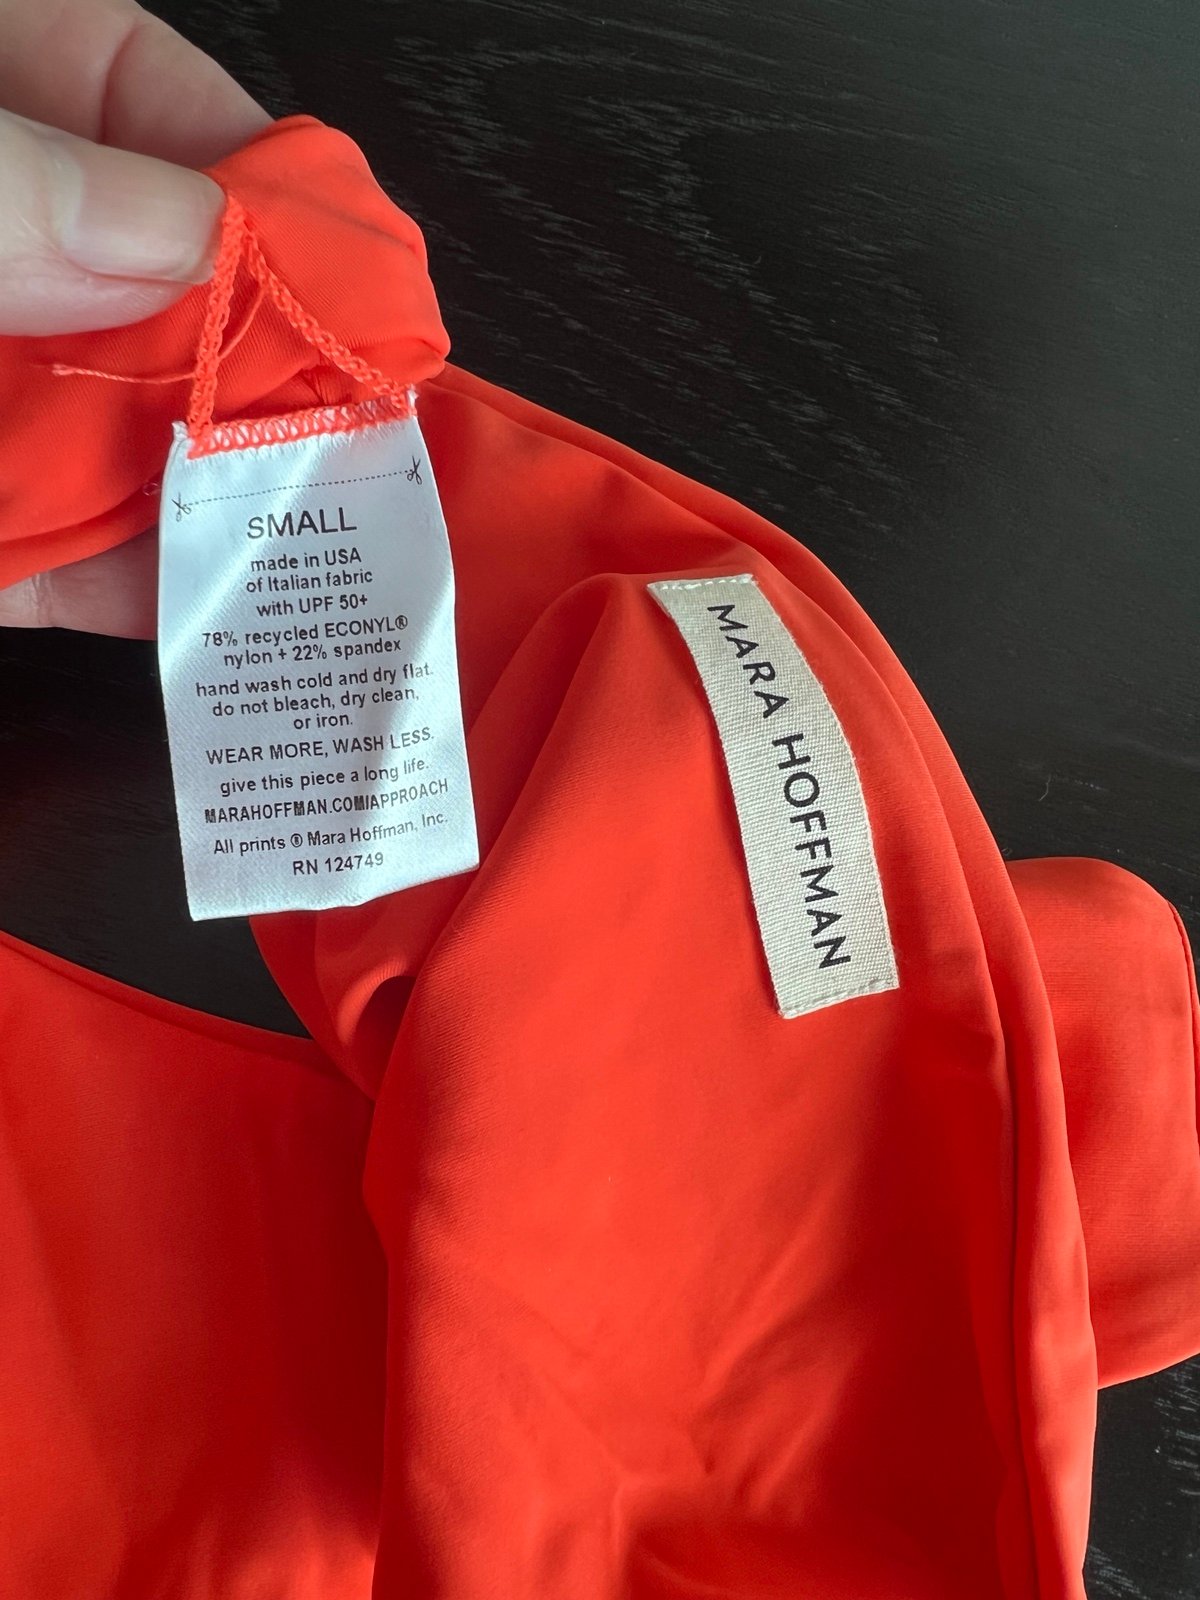 SMALL
made in USA
of Italian fabric
with UPF 50+
78% recycled ECONYL®
nylon + 22% spandex
hand wash cold and dry flat.
do not bleach, dry clean,
or iron.
WEAR MORE, WASH LESS.
give this piece a long life.
MARAHOFFMAN.COM/APPROACH
All prints ® Mara Hoffman, Inc.
RN 124749
MARA HOFFMAN